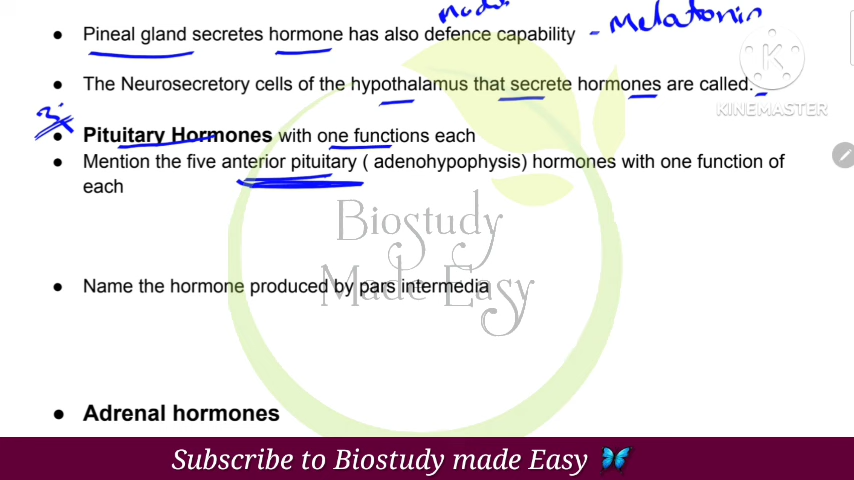 - Melatonin
Pineal gland secretes hormone has also defence capability
The Neurosecretory cells of the hypothalamus that secrete hormones are called.
KINEMASTER
Pituitary Hormones with one functions each
Mention the five anterior pituitary ( adenohypophysis) hormones with one function of
each
Biostudy
Made Easy
Name the hormone produced by pars intermedia
Adrenal hormones
Subscribe to Biostudy made Easy 🦋